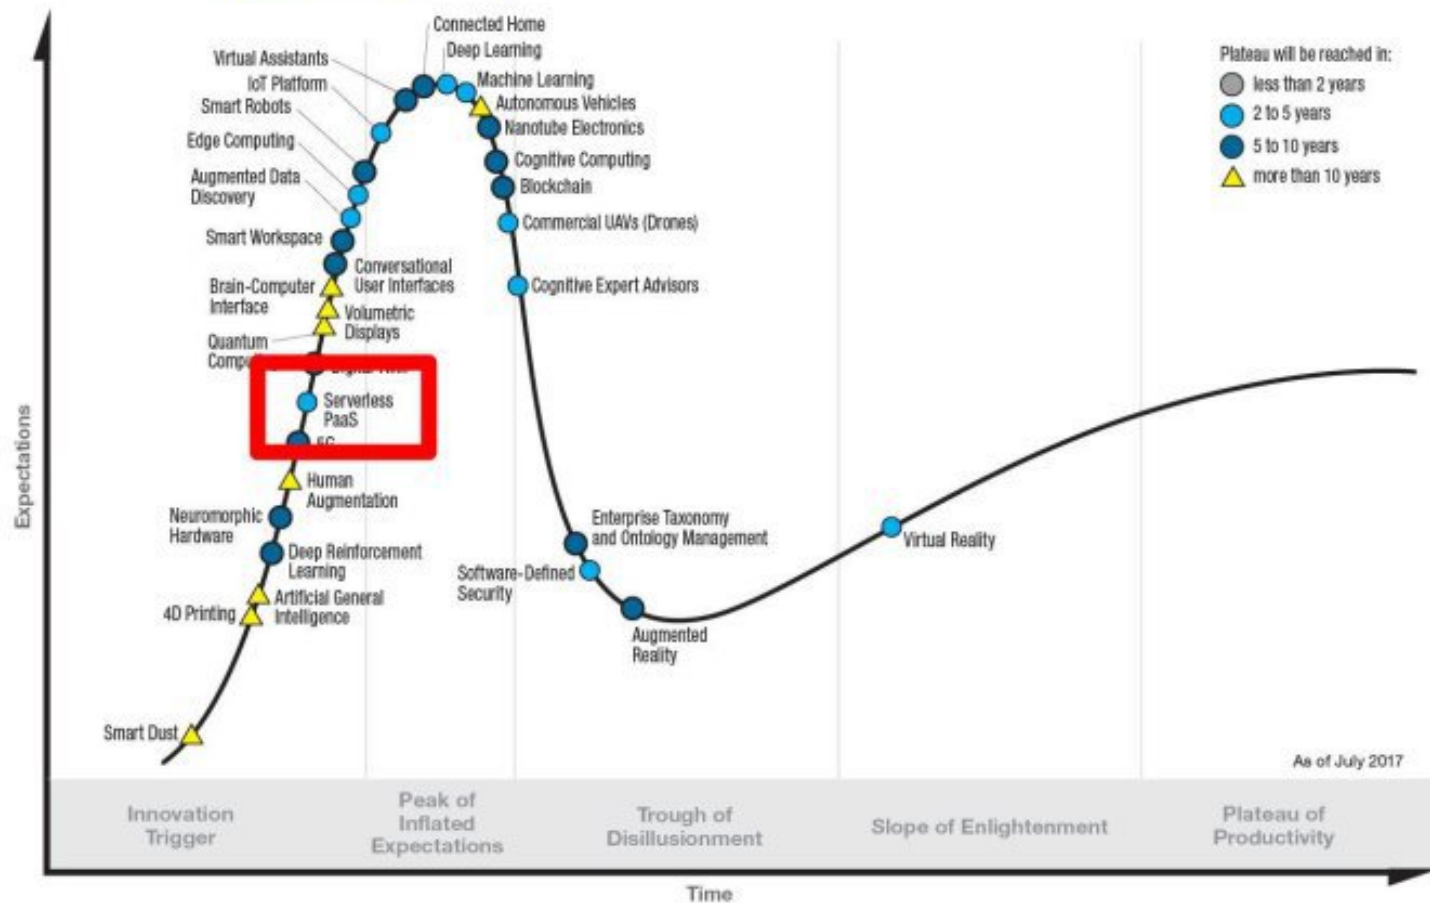 Connected Home
Deep Learning
Virtual Assistants
IoT Platform
Machine Learning
Smart Robots
Autonomous Vehicles
Nanotube Electronics
Edge Computing
Cognitive Computing
Augmented Data
Discovery
Blockchain
Commercial UAVs (Drones)
Smart Workspace
Conversational
User Interfaces
Brain-Computer
Interface
Cognitive Expert Advisors
Volumetric
Displays
Quantum
Serverless
PaaS
Human
Augmentation
Neuromorphic
Hardware
Deep Reinforcement
Learning
Artificial General
Intelligence
4D Printing
Smart Dust
Enterprise Taxonomy
and Ontology Management
Software-Defined
Security
Augmented
Reality
Virtual Reality
Plateau will be reached in:
less than 2 years
2 to 5 years
5 to 10 years
more than 10 years
As of July 2017
Expectations
Innovation
Trigger
Peak of
Inflated
Expectations
Trough of
Disillusionment
Slope of Enlightenment
Plateau of
Productivity
Time